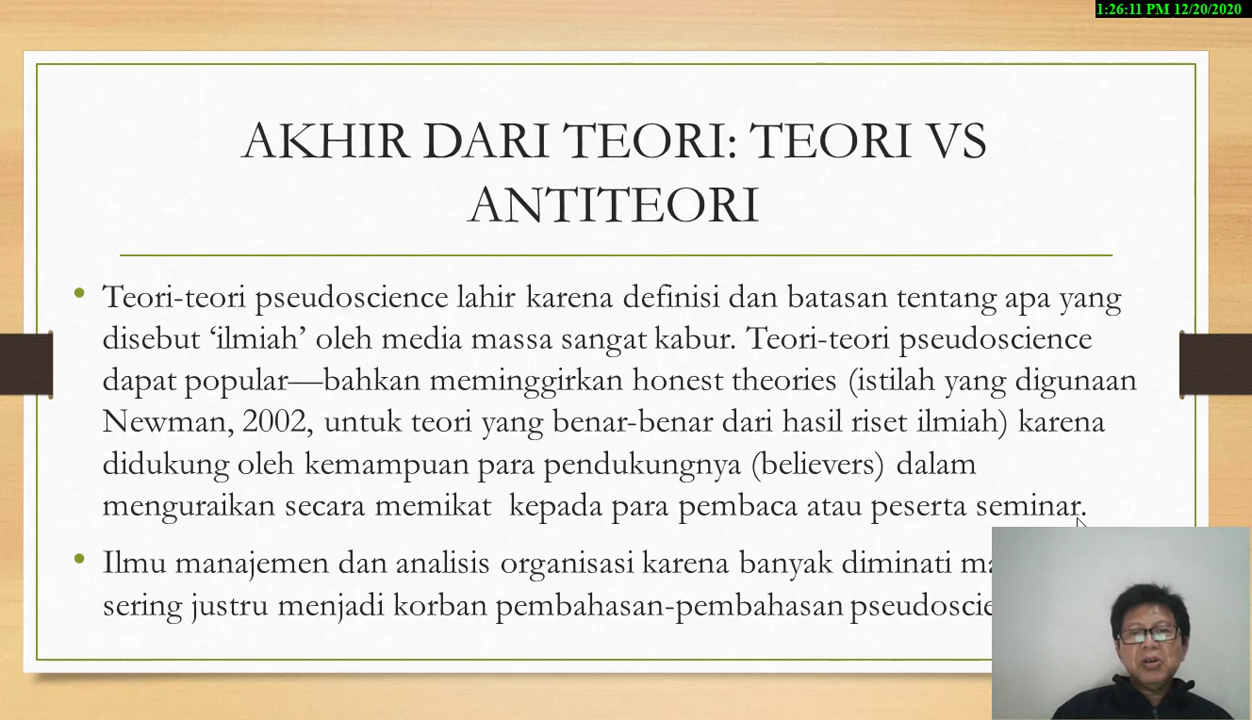 1:26:11 PM 12/20/2020
AKHIR DARI TEORI: TEORI VS
ANTITEORI
• Teori-teori pseudoscience lahir karena definisi dan batasan tentang apa yang
disebut ‘ilmiah’ oleh media massa sangat kabur. Teori-teori pseudoscience
dapat popular—bahkan meminggirkan honest theories (istilah yang digunaan
Newman, 2002, untuk teori yang benar-benar dari hasil riset ilmiah) karena
didukung oleh kemampuan para pendukungnya (believers) dalam
menguraikan secara memikat kepada para pembaca atau peserta seminar.
• Ilmu manajemen dan analisis organisasi karena banyak diminati
sering justru menjadi korban pembahasan-pembahasan